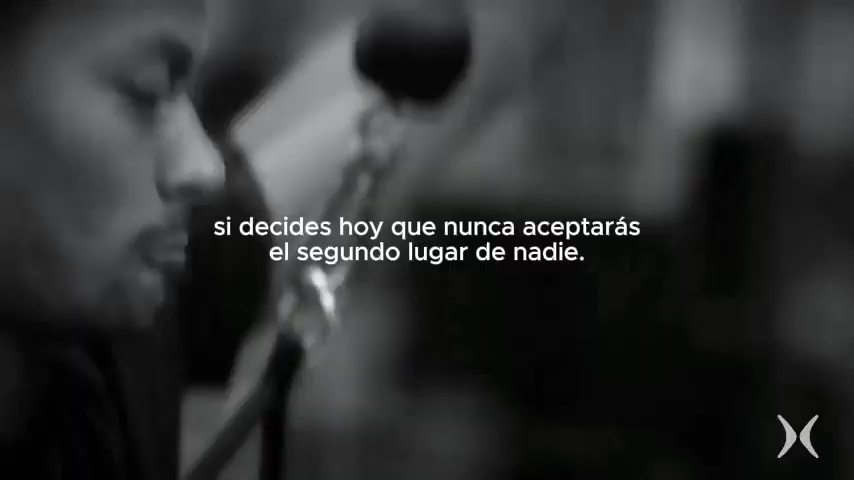 si decides hoy que nunca aceptarás
el segundo lugar de nadie.